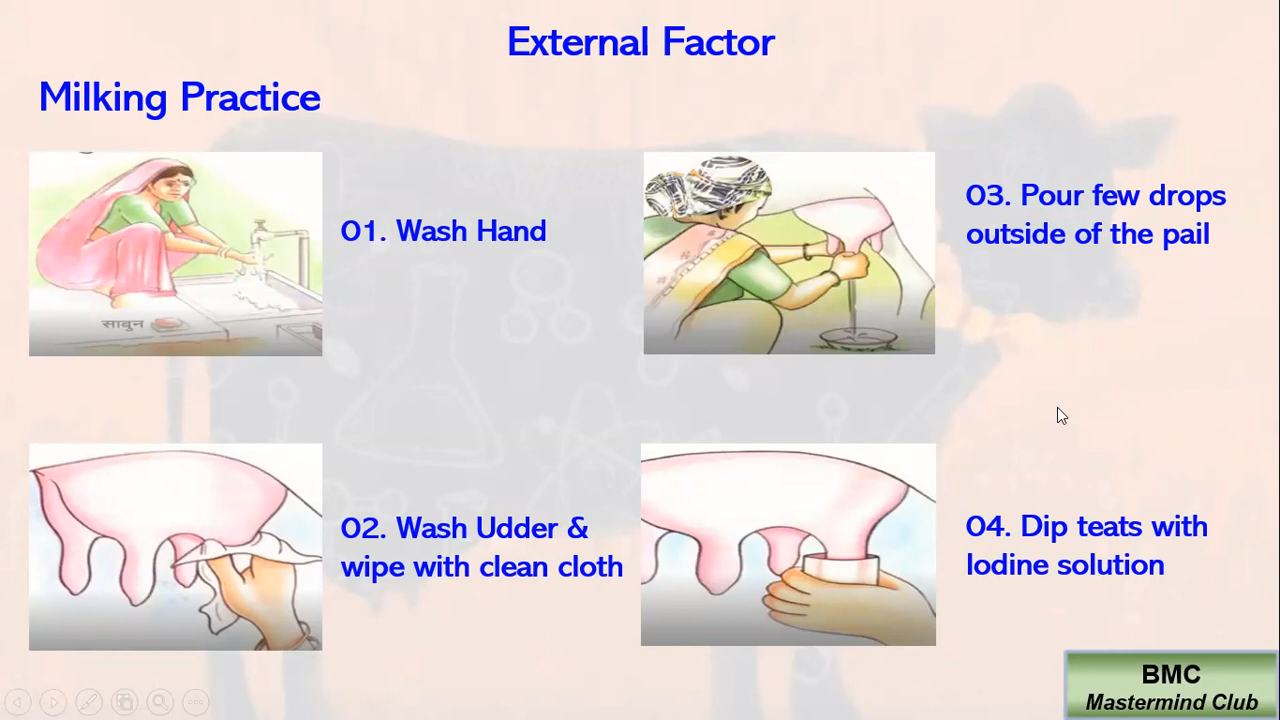 External Factor
Milking Practice
साबुन
01. Wash Hand
03. Pour few drops
outside of the pail
02. Wash Udder &
wipe with clean cloth
04. Dip teats with
Iodine solution
BMC
Mastermind Club